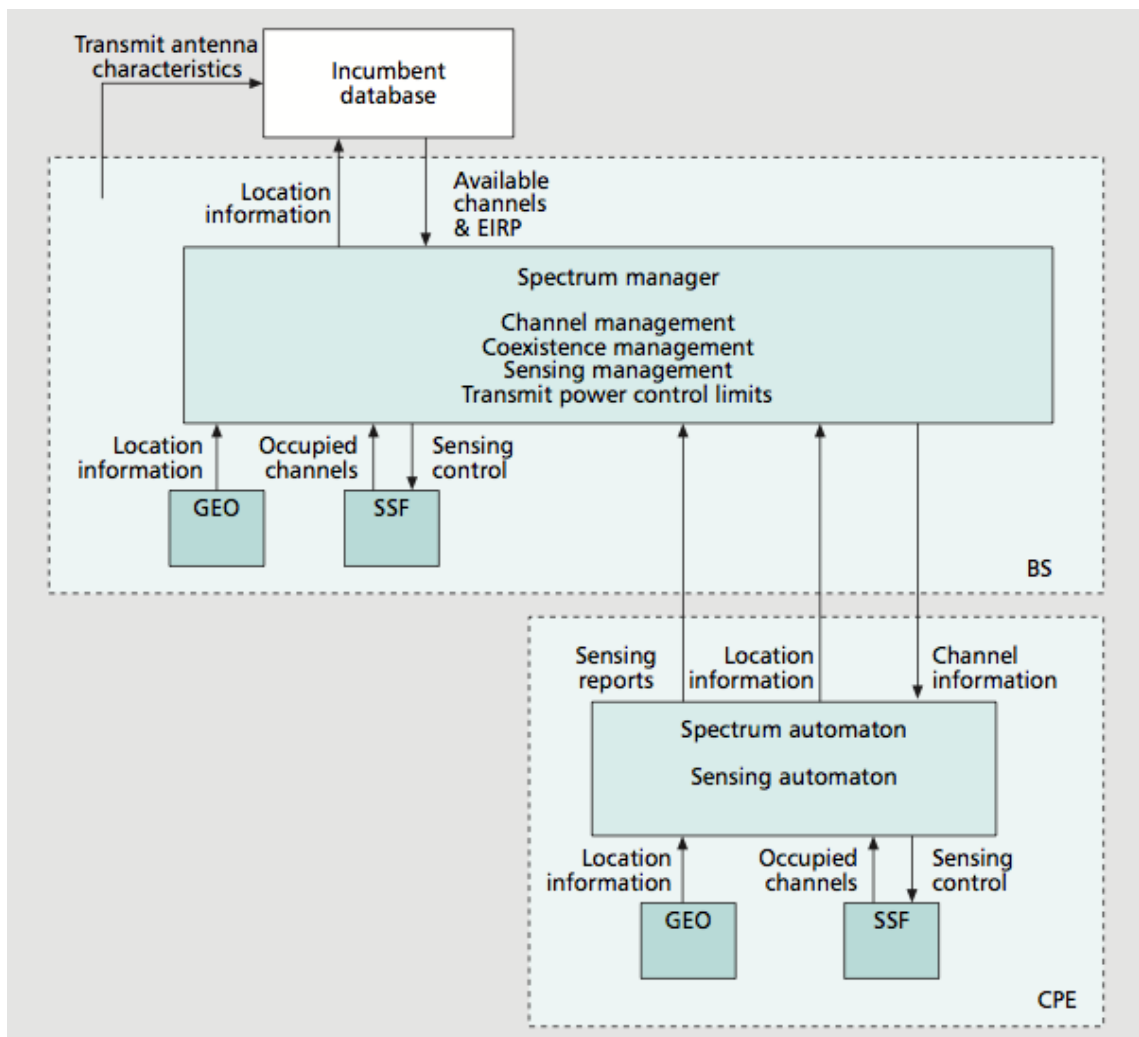 Transmit antenna
characteristics
Incumbent
database
Location
information
Available
channels
& EIRP
Spectrum manager
Channel management
Coexistence management
Sensing management
Transmit power control limits
Location
information
Occupied
channels
Sensing
control
GEO
SSF
BS
Sensing
reports
Location
information
Channel
information
Spectrum automaton
Sensing automaton
Location
information
Occupied
channels
Sensing
control
GEO
SSF
CPE